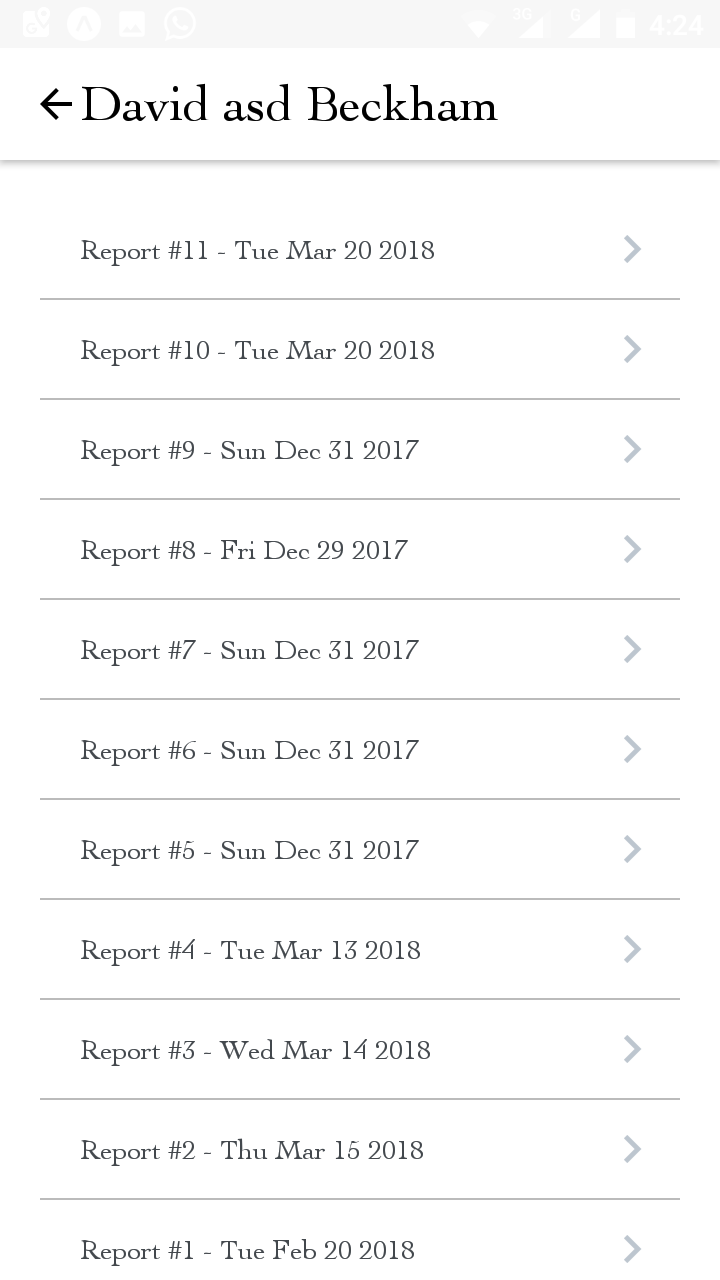 3G G 4:24
David asd Beckham
Report #11 - Tue Mar 20 2018
Report #10 - Tue Mar 20 2018
Report #9 - Sun Dec 31 2017
Report #8 - Fri Dec 29 2017
Report #7 - Sun Dec 31 2017
Report #6 - Sun Dec 31 2017
Report #5 - Sun Dec 31 2017
Report #4 - Tue Mar 13 2018
Report #3 - Wed Mar 14 2018
Report #2 - Thu Mar 15 2018
Report #1 - Tue Feb 20 2018